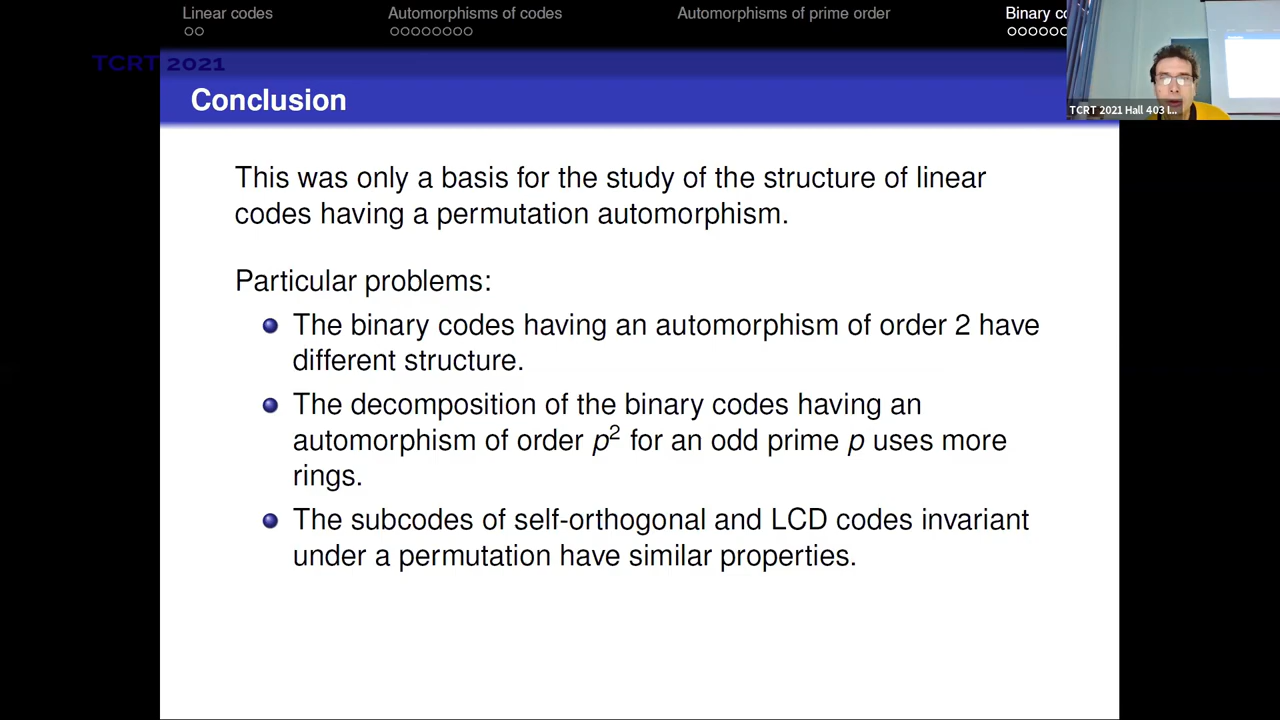 Linear codes
Automorphisms of codes
Automorphisms of prime order
Binary
TCRT 2021
Conclusion
TCRT 2021 Hall 403
This was only a basis for the study of the structure of linear
codes having a permutation automorphism.
Particular problems:
The binary codes having an automorphism of order 2 have
different structure.
The decomposition of the binary codes having an
automorphism of order p² for an odd prime p uses more
rings.
The subcodes of self-orthogonal and LCD codes invariant
under a permutation have similar properties.